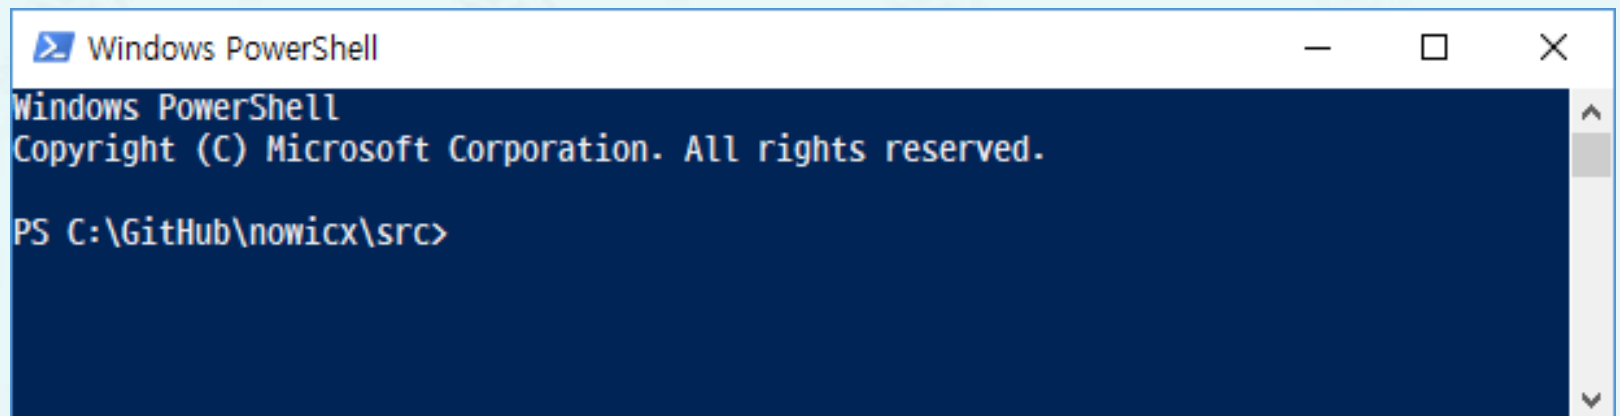 Windows PowerShell
Windows PowerShell
Copyright (C) Microsoft Corporation. All rights reserved.
PS C:\GitHub\nowicx\src>